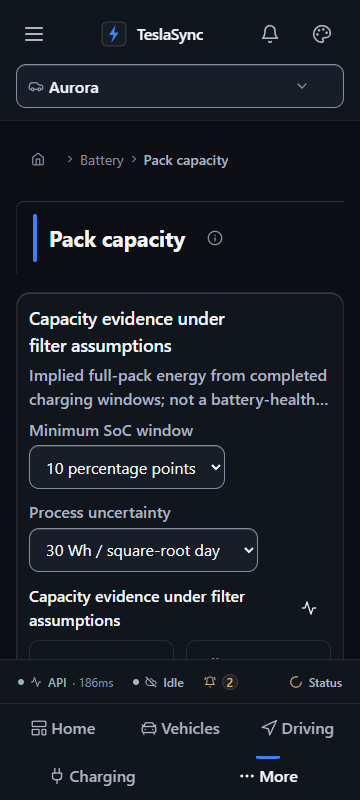 TeslaSync
Aurora
Battery
Pack capacity
Pack capacity
Capacity evidence under
filter assumptions
Implied full-pack energy from completed
charging windows; not a battery-health...
Minimum SoC window
10 percentage points
Process uncertainty
30 Wh / square-root day
Capacity evidence under filter
assumptions
API · 186ms
Idle
2
Status
Home
Vehicles
Driving
Charging
More